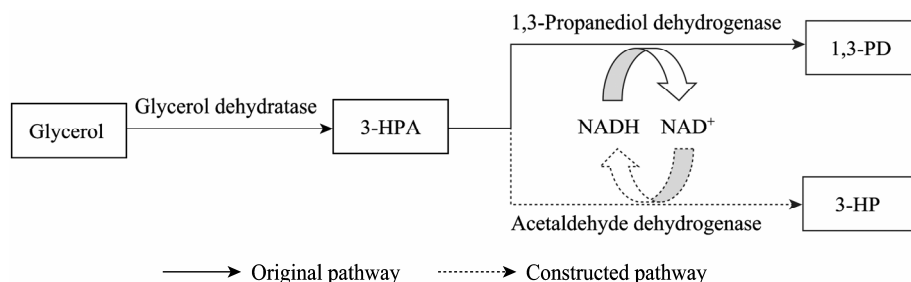 1,3-Propanediol dehydrogenase
1,3-PD
Glycerol dehydratase
Glycerol
3-HPA
NADH
NAD⁺
3-HP
Acetaldehyde dehydrogenase
Original pathway
Constructed pathway